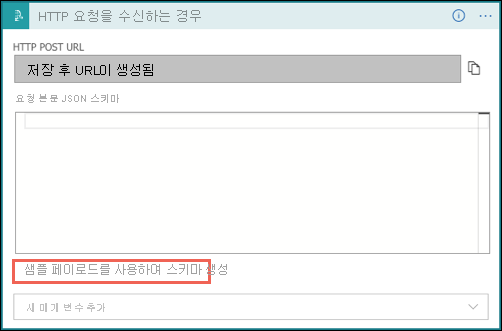 HTTP 요청을 수신하는 경우
HTTP POST URL
저장 후 URL이 생성됨
요청 본문 JSON 스키마
샘플 페이로드를 사용하여 스키마 생성
새 매개 변수 추가